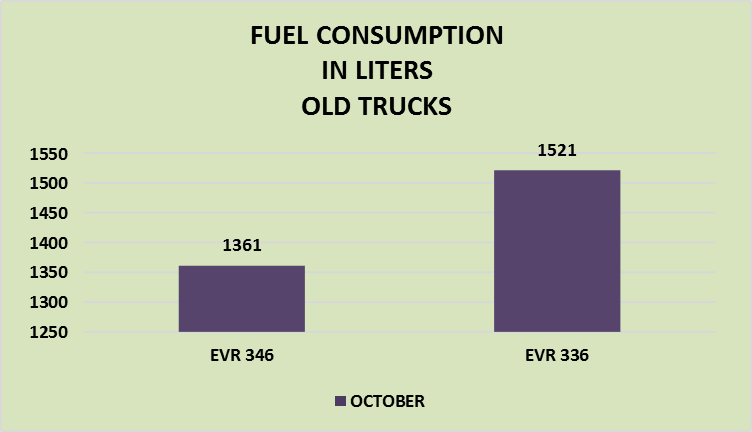 FUEL CONSUMPTION
IN LITERS
OLD TRUCKS
1550
1500
1450
1400
1350
1300
1250
1361
1521
EVR 346
EVR 336
OCTOBER